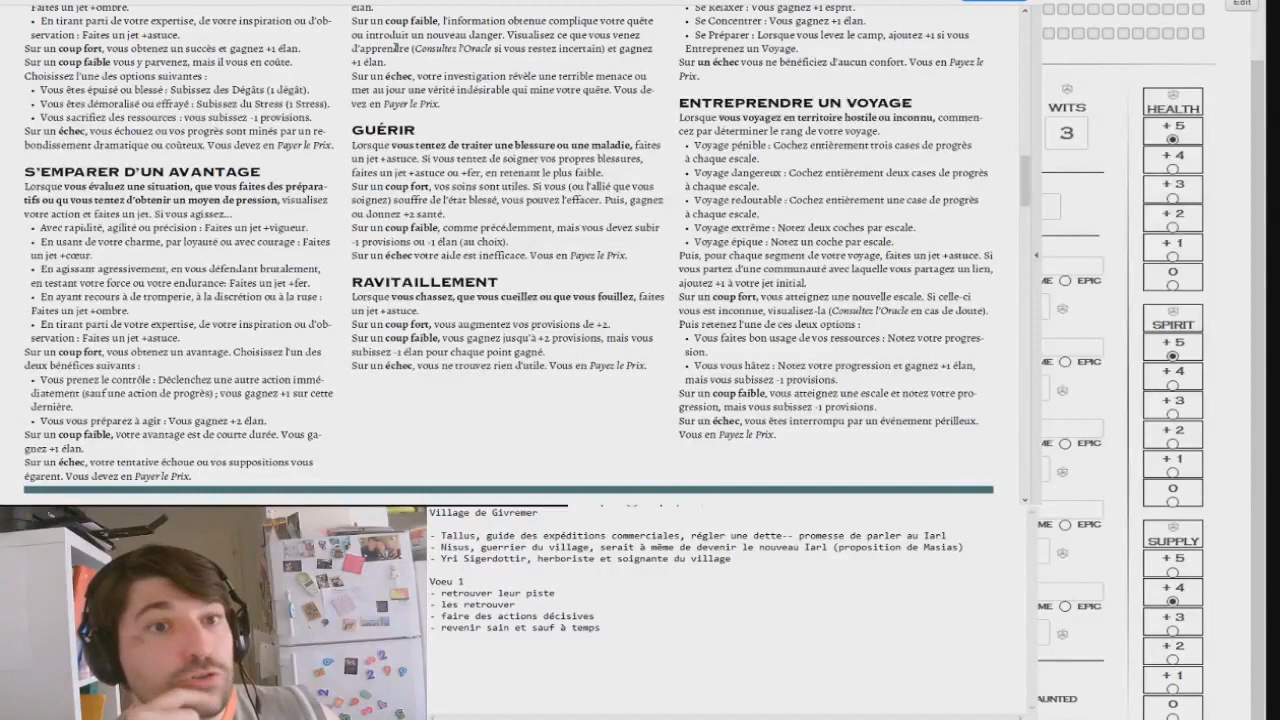 Faites un jet +ombre.
• En tirant parti de votre expertise, de votre inspiration ou d'ob-
servation : Faites un jet +astuce.
Sur un coup fort, vous obtenez un succès et gagnez +1 élan.
Sur un coup faible vous y parvenez, mais il vous en coûte.
Choisissez l'une des options suivantes :
• Vous êtes épuisé ou blessé : Subissez des Dégâts (1 dégât).
• Vous êtes démoralisé ou effrayé : Subissez du Stress (1 Stress).
• Vous sacrifiez des ressources : vous subissez -1 provisions.
Sur un échec, vous échouez ou vos progrès sont minés par un re-
bondissement dramatique ou coûteux. Vous devez en Payer le Prix.
S'EMPARER D'UN AVANTAGE
Lorsque vous évaluez une situation, que vous faites des prépara-
tifs ou qu vous tentez d'obtenir un moyen de pression, visualisez
votre action et faites un jet. Si vous agissez...
• Avec rapidité, agilité ou précision : Faites un jet +vigueur.
• En usant de votre charme, par loyauté ou avec courage : Faites
un jet +cœur.
• En agissant agressivement, en vous défendant brutalement,
en testant votre force ou votre endurance: Faites un jet +fer.
• En ayant recours à de tromperie, à la discrétion ou à la ruse :
Faites un jet +ombre.
• En tirant parti de votre expertise, de votre inspiration ou d'ob-
servation : Faites un jet +astuce.
Sur un coup fort, vous obtenez un avantage. Choisissez l'un des
deux bénéfices suivants :
• Vous prenez le contrôle : Déclenchez une autre action immé-
diatement (sauf une action de progrès) ; vous gagnez +1 sur cette
dernière.
• Vous vous préparez à agir : Vous gagnez +2 élan.
Sur un coup faible, votre avantage est de courte durée. Vous ga-
gnez +1 élan.
Sur un échec, votre tentative échoue ou vos suppositions vous
égarent. Vous devez en Payer le Prix.
élan.
Sur un coup faible, l'information obtenue complique votre quête
ou introduit un nouveau danger. Visualisez ce que vous venez
d'apprendre (Consultez l'Oracle si vous restez incertain) et gagnez
+1 élan.
Sur un échec, votre investigation révèle une terrible menace ou
met au jour une vérité indésirable qui mine votre quête. Vous de-
vez en Payer le Prix.
GUÉRIR
Lorsque vous tentez de traiter une blessure ou une maladie, faites
un jet +astuce. Si vous tentez de soigner vos propres blessures,
faites un jet +astuce ou +fer, en retenant le plus faible.
Sur un coup fort, vos soins sont utiles. Si vous (ou l'allié que vous
soignez) souffre de l'état blessé, vous pouvez l'effacer. Puis, gagnez
ou donnez +2 santé.
Sur un coup faible, comme précédemment, mais vous devez subir
-1 provisions ou -1 élan (au choix).
Sur un échec votre aide est inefficace. Vous en Payez le Prix.
RAVITAILLEMENT
Lorsque vous chassez, que vous cueillez ou que vous fouillez, faites
un jet +astuce.
Sur un coup fort, vous augmentez vos provisions de +2.
Sur un coup faible, vous gagnez jusqu'à +2 provisions, mais vous
subissez -1 élan pour chaque point gagné.
Sur un échec, vous ne trouvez rien d'utile. Vous en Payez le Prix.
• Se Relaxer : Vous gagnez +1 esprit.
• Se Concentrer : Vous gagnez +1 élan.
• Se Préparer : Lorsque vous levez le camp, ajoutez +1 si vous
Entreprenez un Voyage.
Sur un échec vous ne bénéficiez d'aucun confort. Vous en Payez le
Prix.
ENTREPRENDRE UN VOYAGE
Lorsque vous voyagez en territoire hostile ou inconnu, commen-
cez par déterminer le rang de votre voyage.
• Voyage pénible : Cochez entièrement trois cases de progrès
à chaque escale.
• Voyage dangereux : Cochez entièrement deux cases de progrès
à chaque escale.
• Voyage redoutable : Cochez entièrement une case de progrès
à chaque escale.
• Voyage extrême : Notez deux coches par escale.
• Voyage épique : Notez un coche par escale.
Puis, pour chaque segment de votre voyage, faites un jet +astuce. Si
vous partez d'une communauté avec laquelle vous partagez un lien,
ajoutez +1 à votre jet initial.
Sur un coup fort, vous atteignez une nouvelle escale. Si celle-ci
vous est inconnue, visualisez-la (Consultez l'Oracle en cas de doute).
Puis retenez l'une de ces deux options :
• Vous faites bon usage de vos ressources : Notez votre progres-
sion.
• Vous vous hâtez : Notez votre progression et gagnez +1 élan,
mais vous subissez -1 provisions.
Sur un coup faible, vous atteignez une escale et notez votre pro-
gression, mais vous subissez -1 provisions.
Sur un échec, vous êtes interrompu par un événement périlleux.
Vous en Payez le Prix.
Edit
WITS
3
ME EPIC
ME EPIC
ME EPIC
ME EPIC
ME EPIC
AUNTED
HEALTH
+ 5
+ 4
+ 3
+ 2
+ 1
0
SPIRIT
+ 5
+ 4
+ 3
+ 2
+ 1
0
SUPPLY
+ 5
+ 4
+ 3
+ 2
+ 1
0
Village de Givremer
- Tallus, guide des expéditions commerciales, régler une dette-- promesse de parler au Iarl
- Nisus, guerrier du village, serait à même de devenir le nouveau Iarl (proposition de Masias)
- Yri Sigerdottir, herboriste et soignante du village
Voeu 1
- retrouver leur piste
- les retrouver
- faire des actions décisives
- revenir sain et sauf à temps